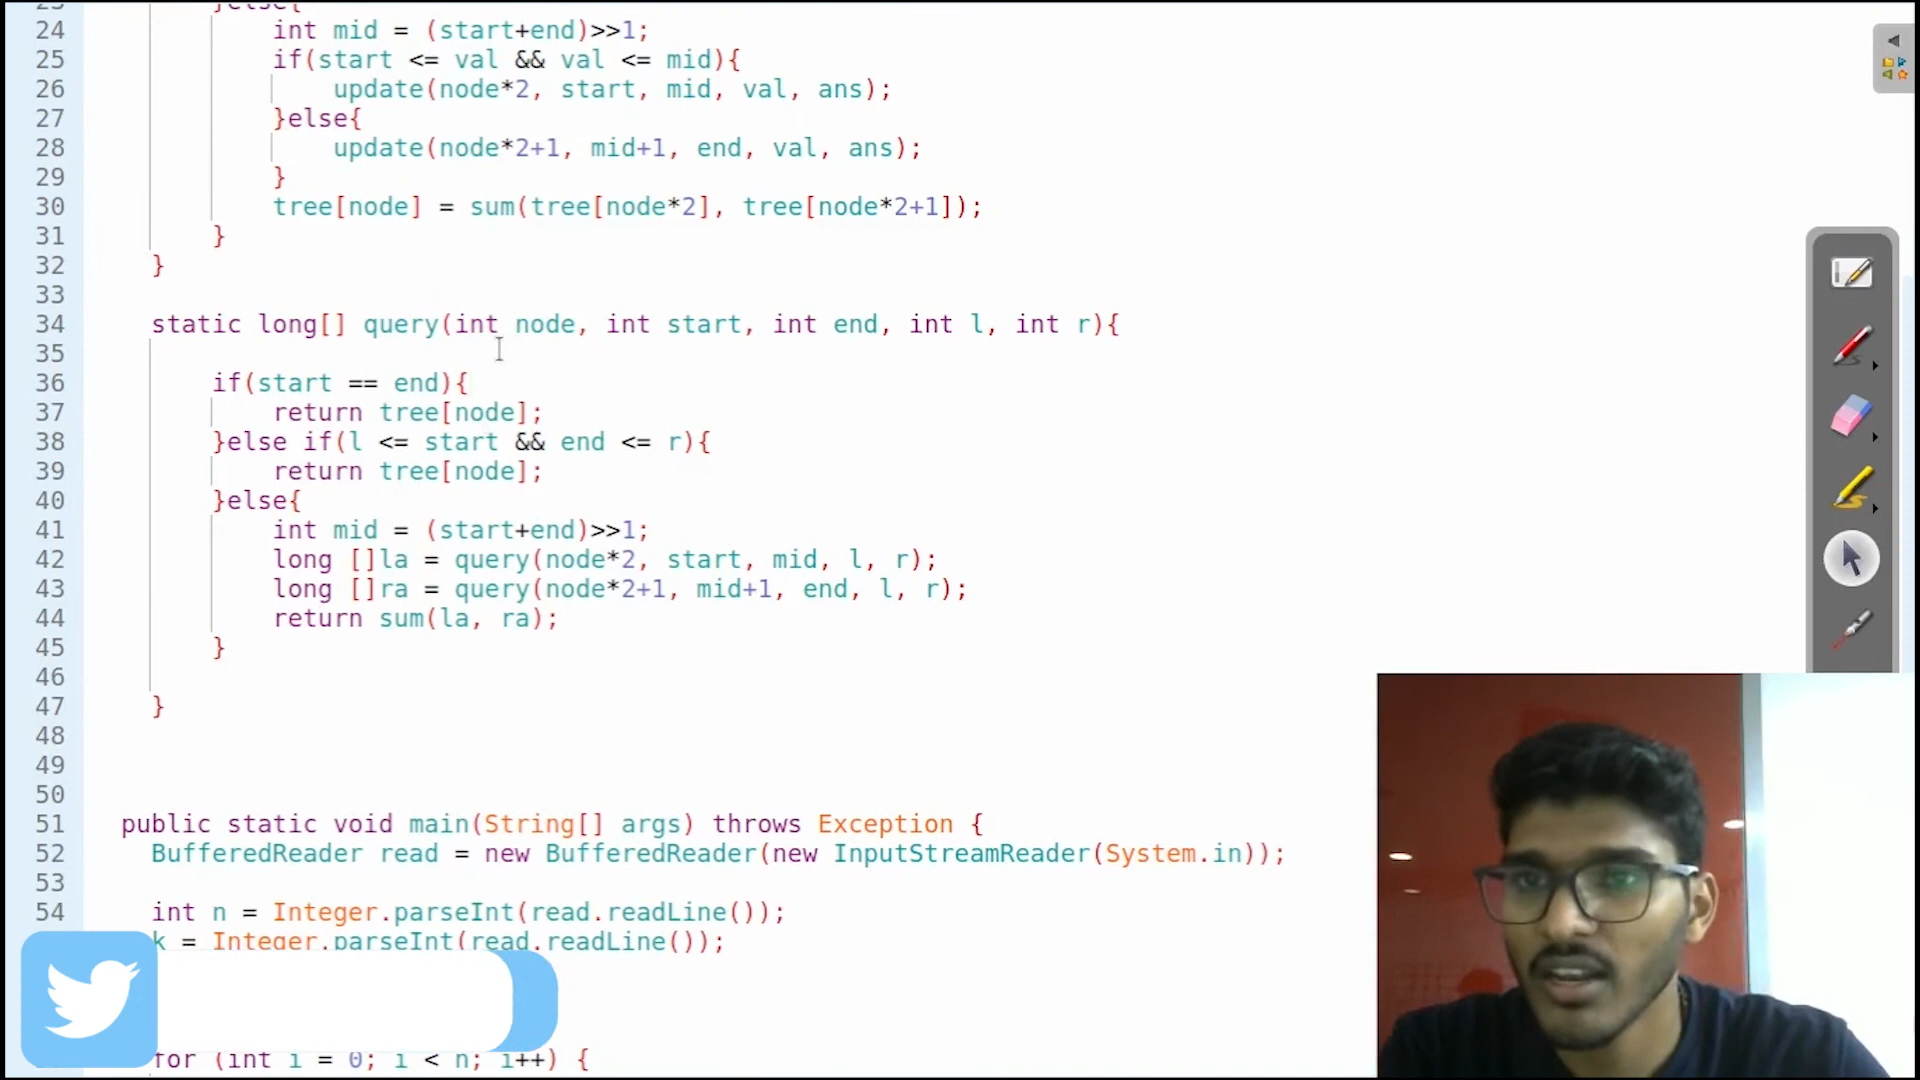 23 }else{
24 int mid = (start+end)>>1;
25 if(start <= val && val <= mid){
26 update(node*2, start, mid, val, ans);
27 }else{
28 update(node*2+1, mid+1, end, val, ans);
29 }
30 tree[node] = sum(tree[node*2], tree[node*2+1]);
31 }
32 }
33
34 static long[] query(int node, int start, int end, int l, int r){
35
36 if(start == end){
37 return tree[node];
38 }else if(l <= start && end <= r){
39 return tree[node];
40 }else{
41 int mid = (start+end)>>1;
42 long []la = query(node*2, start, mid, l, r);
43 long []ra = query(node*2+1, mid+1, end, l, r);
44 return sum(la, ra);
45 }
46
47 }
48
49
50
51 public static void main(String[] args) throws Exception {
52 BufferedReader read = new BufferedReader(new InputStreamReader(System.in));
53
54 int n = Integer.parseInt(read.readLine());
k = Integer.parseInt(read.readLine());
for (int i = 0; i < n; i++) {